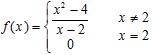 f(x) = { (x² − 4)/(x − 2)   x ≠ 2
0   x = 2